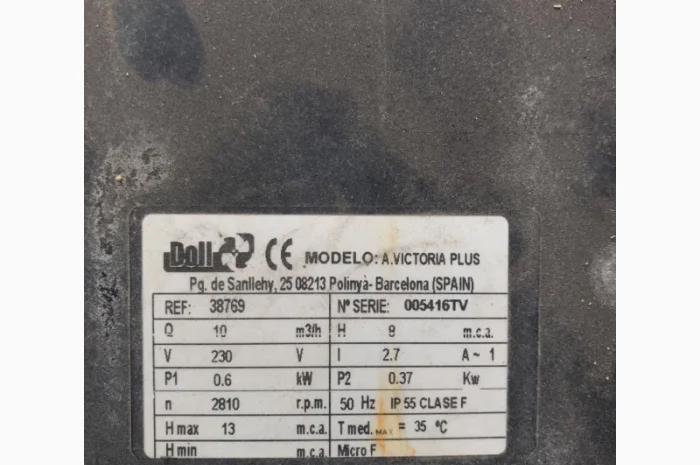 Doll CE MODELO: A.VICTORIA PLUS
Pg. de Sanllehy, 25 08213 Polinyà- Barcelona (SPAIN)
REF: 38769 Nº SERIE: 005416TV
Q 10 m3/h H 8 m.c.a.
V 230 V I 2.7 A ~ 1
P1 0.6 kW P2 0.37 Kw
n 2810 r.p.m. 50 Hz IP 55 CLASE F
H max 13 m.c.a. T med. MAX = 35 ºC
H min m.c.a. Micro F